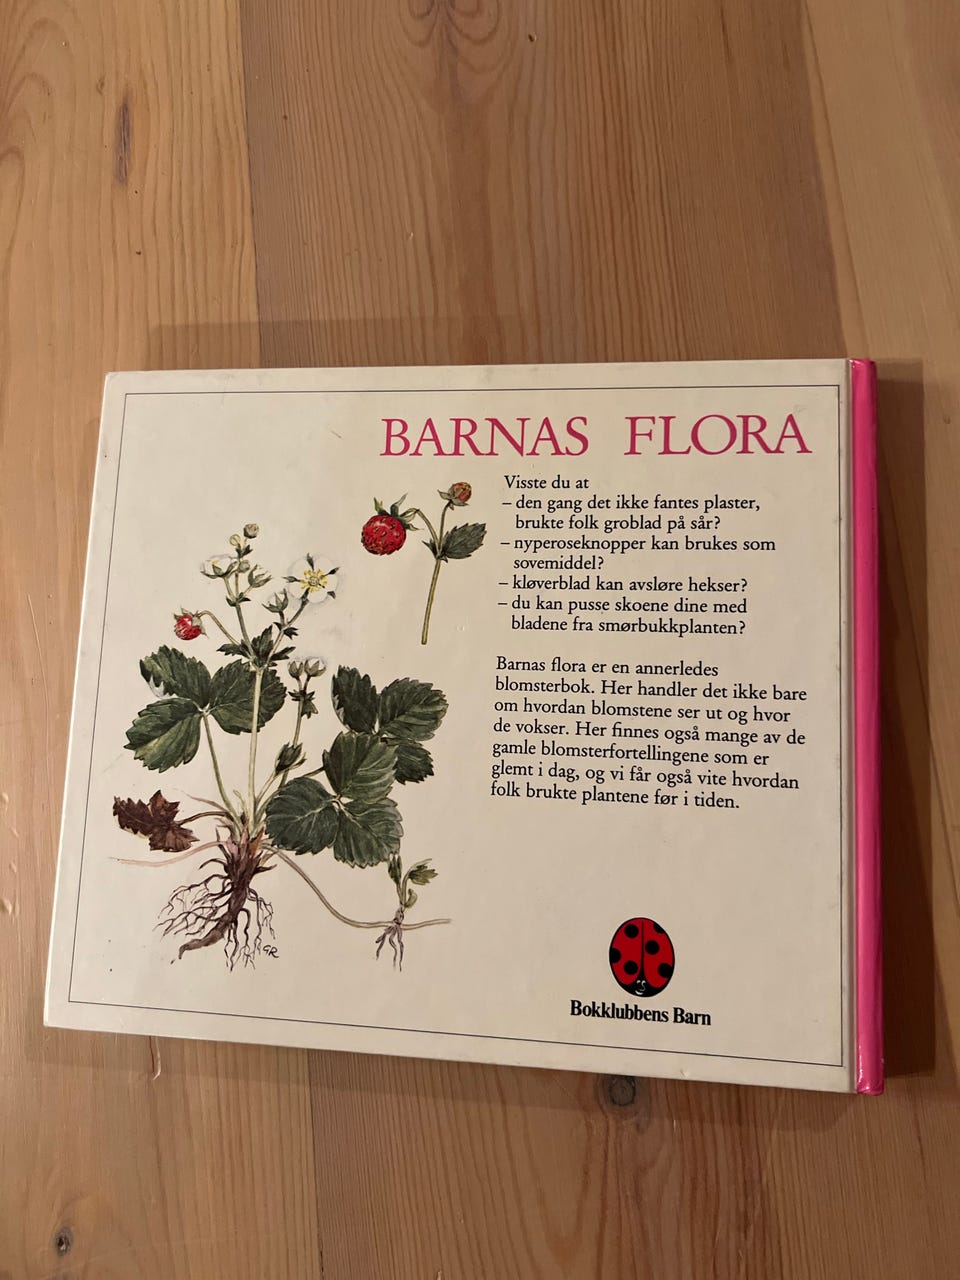 BARNAS FLORA
Visste du at
– den gang det ikke fantes plaster,
brukte folk groblad på sår?
– nyperoseknopper kan brukes som
sovemiddel?
– kløverblad kan avsløre hekser?
– du kan pusse skoene dine med
bladene fra smørbukkplanten?
Barnas flora er en annerledes
blomsterbok. Her handler det ikke bare
om hvordan blomstene ser ut og hvor
de vokser. Her finnes også mange av de
gamle blomsterfortellingene som er
glemt i dag, og vi får også vite hvordan
folk brukte plantene før i tiden.
GR
Bokklubbens Barn